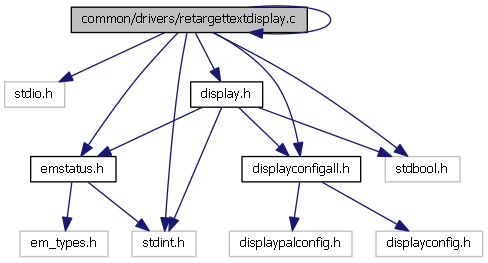 common/drivers/retargettextdisplay.c
stdio.h
display.h
emstatus.h
displayconfigall.h
stdbool.h
em_types.h
stdint.h
displaypalconfig.h
displayconfig.h